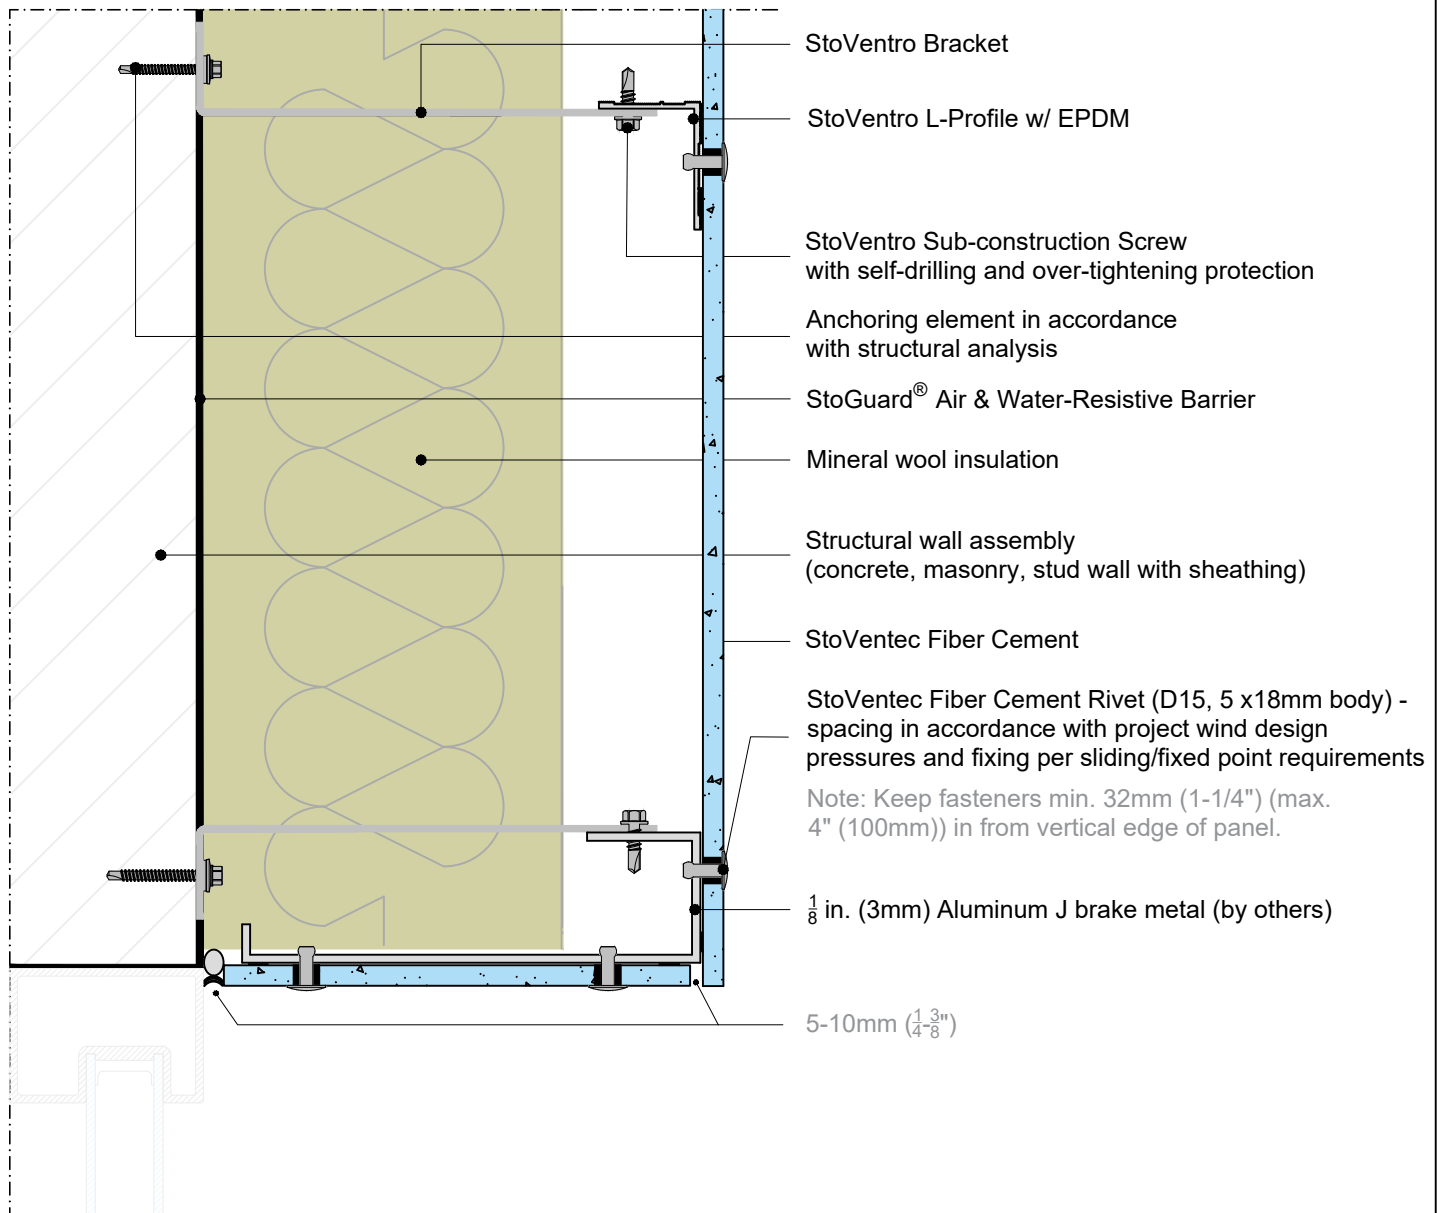 StoVentro Bracket
StoVentro L-Profile w/ EPDM
StoVentro Sub-construction Screw
with self-drilling and over-tightening protection
Anchoring element in accordance
with structural analysis
StoGuard® Air & Water-Resistive Barrier
Mineral wool insulation
Structural wall assembly
(concrete, masonry, stud wall with sheathing)
StoVentec Fiber Cement
StoVentec Fiber Cement Rivet (D15, 5 x18mm body) -
spacing in accordance with project wind design
pressures and fixing per sliding/fixed point requirements
Note: Keep fasteners min. 32mm (1-1/4") (max.
4" (100mm)) in from vertical edge of panel.
1/8 in. (3mm) Aluminum J brake metal (by others)
5-10mm (1/4-3/8")